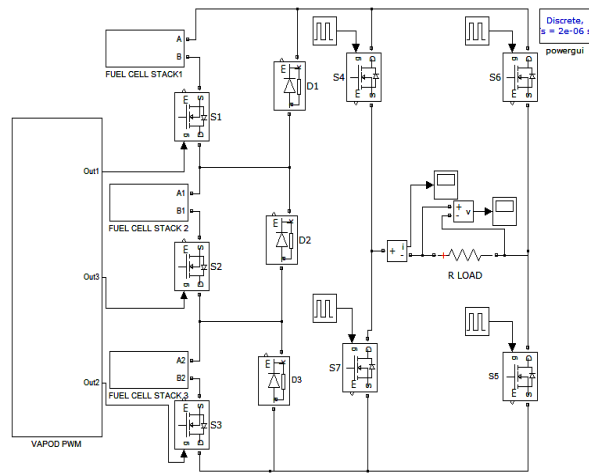 A
B
FUEL CELL STACK1
S1
D1
S4
S6
Discrete,
s = 2e-06 s
powergui
Out1
A1
B1
FUEL CELL STACK 2
S2
D2
+
-
i
+
-
v
+
R LOAD
Out3
A2
B2
FUEL CELL STACK 3
Out2
S3
D3
S7
S5
VAPOD PWM